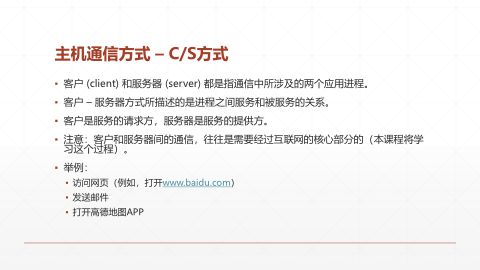 主机通信方式 – C/S方式
客户 (client) 和服务器 (server) 都是指通信中所涉及的两个应用进程。
客户 – 服务器方式所描述的是进程之间服务和被服务的关系。
客户是服务的请求方，服务器是服务的提供方。
注意：客户和服务器间的通信，往往是需要经过互联网的核心部分的（本课程将学
习这个过程）。
举例：
访问网页（例如，打开www.baidu.com）
发送邮件
打开高德地图APP